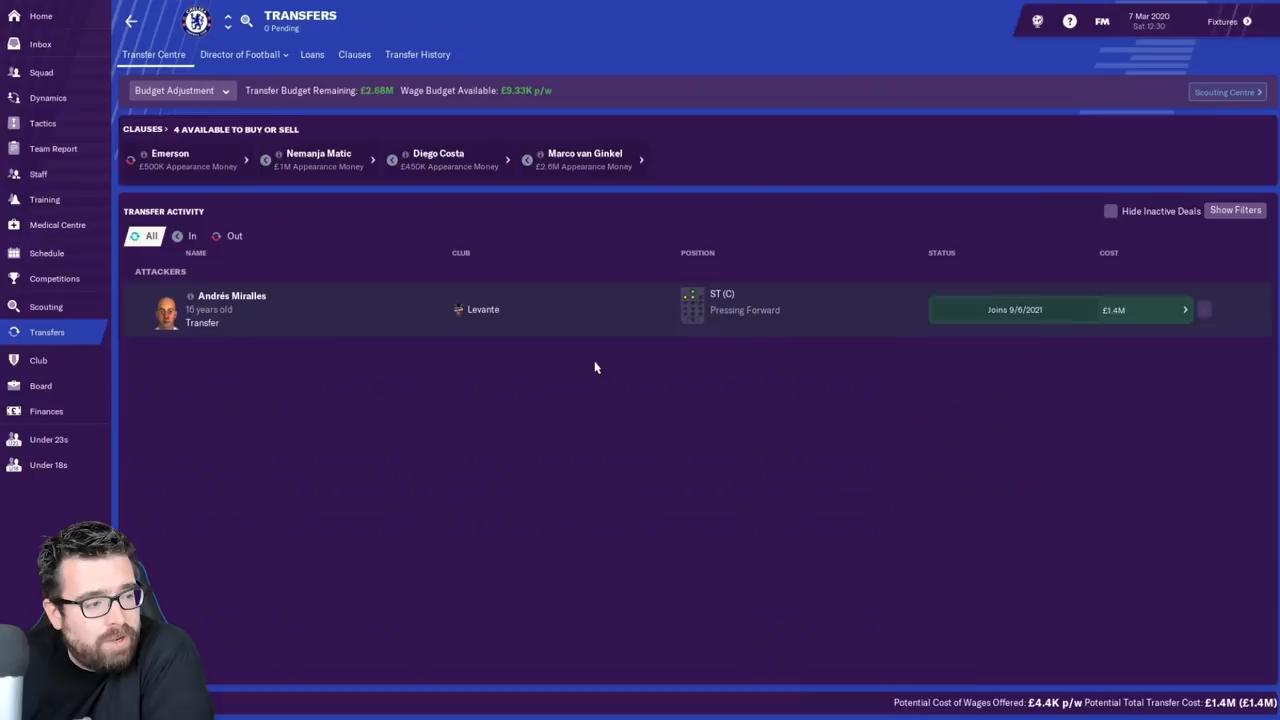 Home
Inbox
Squad
Dynamics
Tactics
Team Report
Staff
Training
Medical Centre
Schedule
Competitions
Scouting
Transfers
Club
Board
Finances
Under 23s
Under 18s
TRANSFERS
0 Pending
FM
7 Mar 2020
Sat 12:30
Fixtures
Transfer Centre Director of Football Loans Clauses Transfer History
Budget Adjustment Transfer Budget Remaining: £2.68M Wage Budget Available: £9.33K p/w Scouting Centre >
CLAUSES > 4 AVAILABLE TO BUY OR SELL
Emerson Nemanja Matic Diego Costa Marco van Ginkel
£500K Appearance Money £1M Appearance Money £450K Appearance Money £2.6M Appearance Money
TRANSFER ACTIVITY Hide Inactive Deals Show Filters
All In Out
NAME CLUB POSITION STATUS COST
ATTACKERS
Andrés Miralles
16 years old
Transfer
Levante
ST (C)
Pressing Forward
Joins 9/6/2021 £1.4M
Potential Cost of Wages Offered: £4.4K p/w Potential Total Transfer Cost: £1.4M (£1.4M)